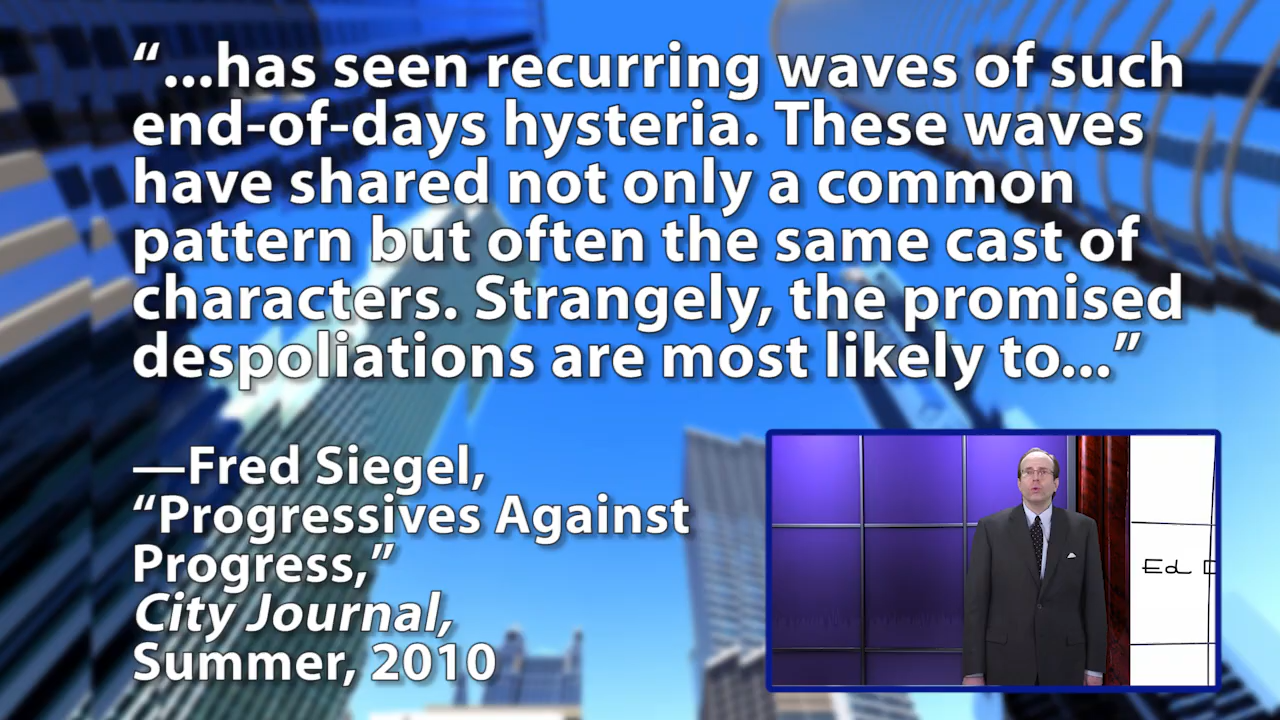 “...has seen recurring waves of such
end-of-days hysteria. These waves
have shared not only a common
pattern but often the same cast of
characters. Strangely, the promised
despoliations are most likely to...”
—Fred Siegel,
“Progressives Against
Progress,”
City Journal,
Summer, 2010
Ed